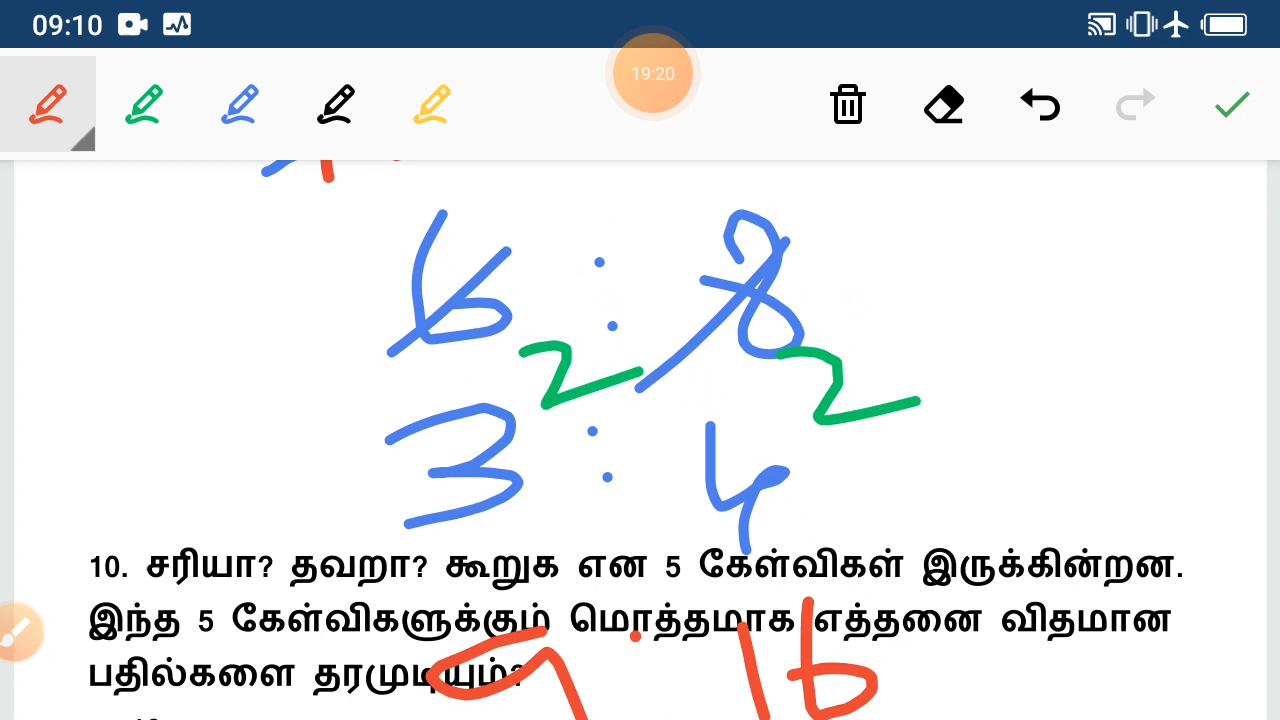 09:10
19:20
6 : 8
2 2
3 : 4
10. சரியா? தவறா? கூறுக என 5 கேள்விகள் இருக்கின்றன.
இந்த 5 கேள்விகளுக்கும் மொத்தமாக எத்தனை விதமான
பதில்களை தரமுடியும்?
9 : 16